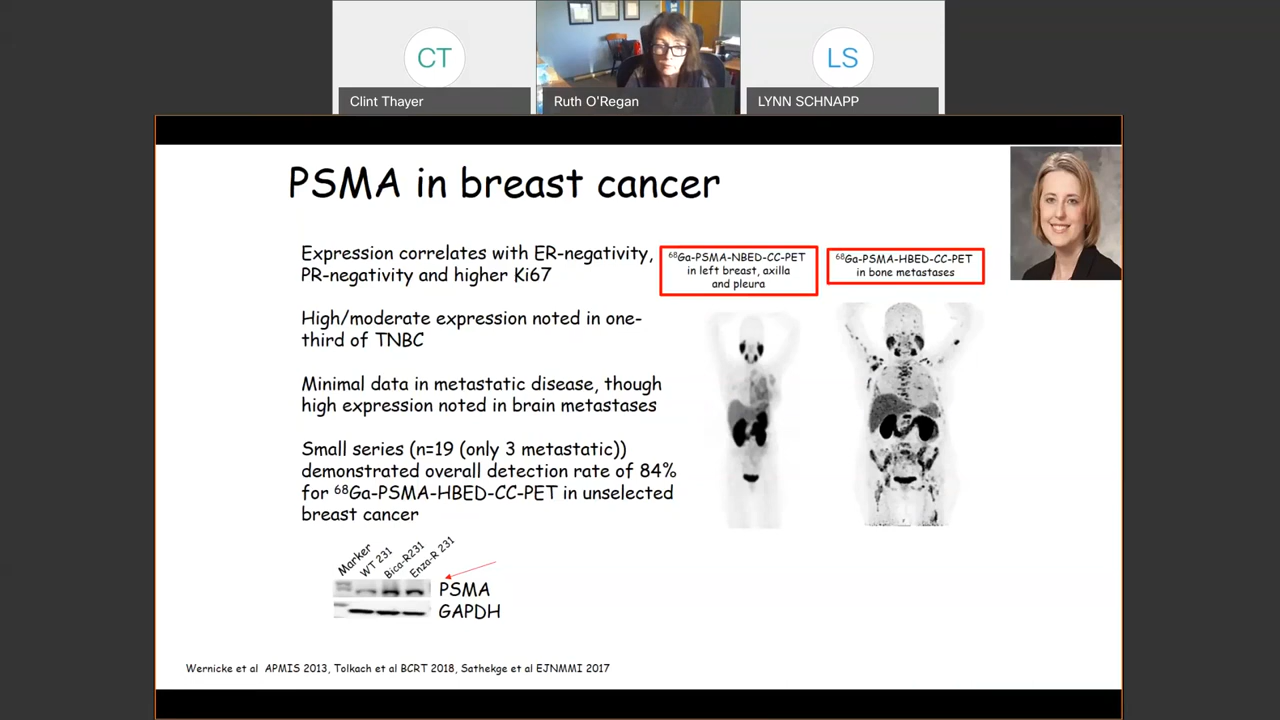 CT
LS
Clint Thayer
Ruth O'Regan
LYNN SCHNAPP
PSMA in breast cancer
Expression correlates with ER-negativity,
PR-negativity and higher Ki67
High/moderate expression noted in one-
third of TNBC
Minimal data in metastatic disease, though
high expression noted in brain metastases
Small series (n=19 (only 3 metastatic))
demonstrated overall detection rate of 84%
for ⁶⁸Ga-PSMA-HBED-CC-PET in unselected
breast cancer
⁶⁸Ga-PSMA-NBED-CC-PET
in left breast, axilla
and pleura
⁶⁸Ga-PSMA-HBED-CC-PET
in bone metastases
Marker
WT 231
Bica-R231
Enza-R 231
PSMA
GAPDH
Wernicke et al  APMIS 2013, Tolkach et al BCRT 2018, Sathekge et al EJNMMI 2017